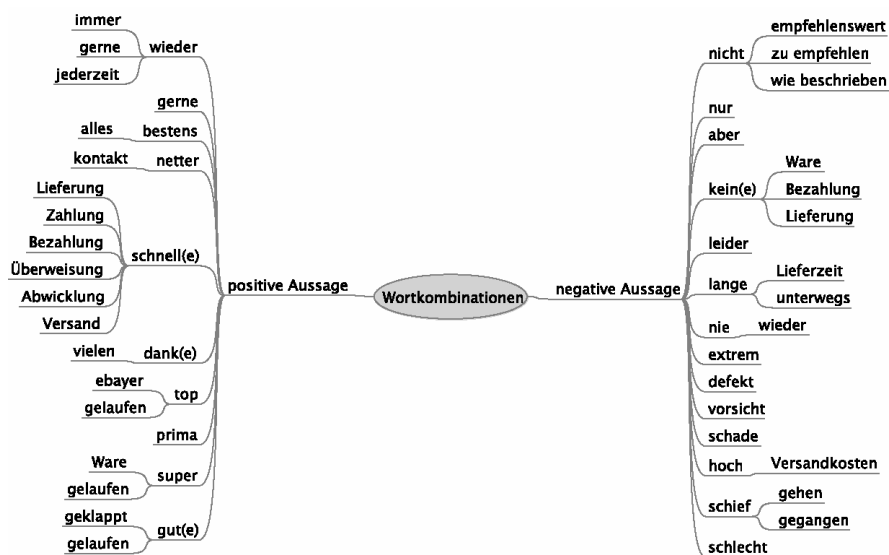 immer
gerne
jederzeit
wieder
gerne
alles
bestens
kontakt
netter
Lieferung
Zahlung
Bezahlung
Überweisung
Abwicklung
Versand
schnell(e)
vielen
dank(e)
ebayer
gelaufen
top
prima
Ware
gelaufen
super
geklappt
gelaufen
gut(e)
positive Aussage
Wortkombinationen
negative Aussage
nicht
empfehlenswert
zu empfehlen
wie beschrieben
nur
aber
kein(e)
Ware
Bezahlung
Lieferung
leider
lange
Lieferzeit
unterwegs
nie
wieder
extrem
defekt
vorsicht
schade
hoch
Versandkosten
schief
gehen
gegangen
schlecht